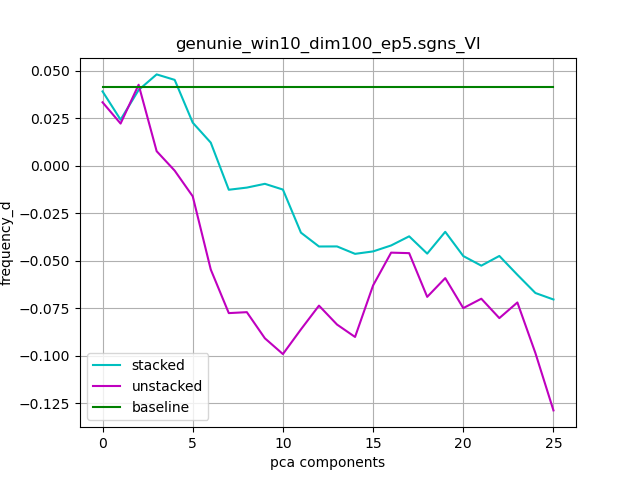 genunie_win10_dim100_ep5.sgns_VI
0.050
0.025
0.000
−0.025
−0.050
−0.075
−0.100
−0.125
frequency_d
stacked
unstacked
baseline
0 5 10 15 20 25
pca components